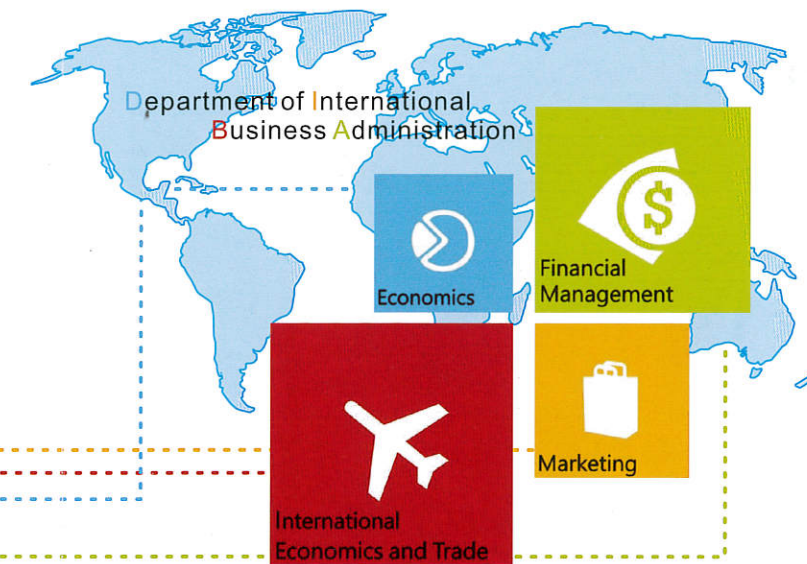 Department of International
Business Administration
$
Economics
Financial
Management
Marketing
International
Economics and Trade